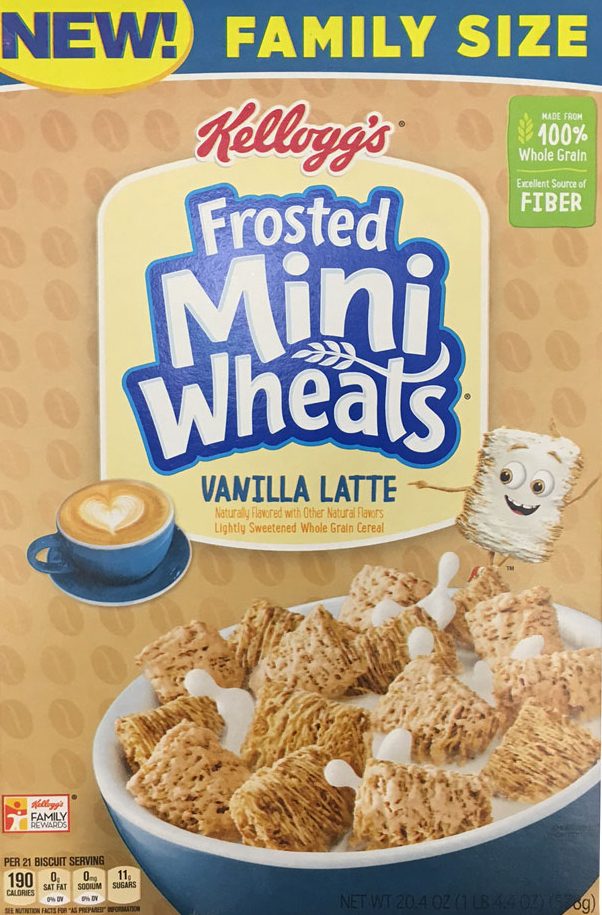 NEW!
FAMILY SIZE
Kellogg's®
MADE FROM
100%
Whole Grain
Excellent Source of
FIBER
Frosted
Mini
Wheats®
VANILLA LATTE
Naturally Flavored with Other Natural Flavors
Lightly Sweetened Whole Grain Cereal
TM
Kellogg's®
FAMILY
REWARDS
PER 21 BISCUIT SERVING
190
CALORIES
0g
SAT FAT
0% DV
0mg
SODIUM
0% DV
11g
SUGARS
SEE NUTRITION FACTS FOR "AS PREPARED" INFORMATION
NET WT 20.4 OZ (1 LB 4.4 OZ)